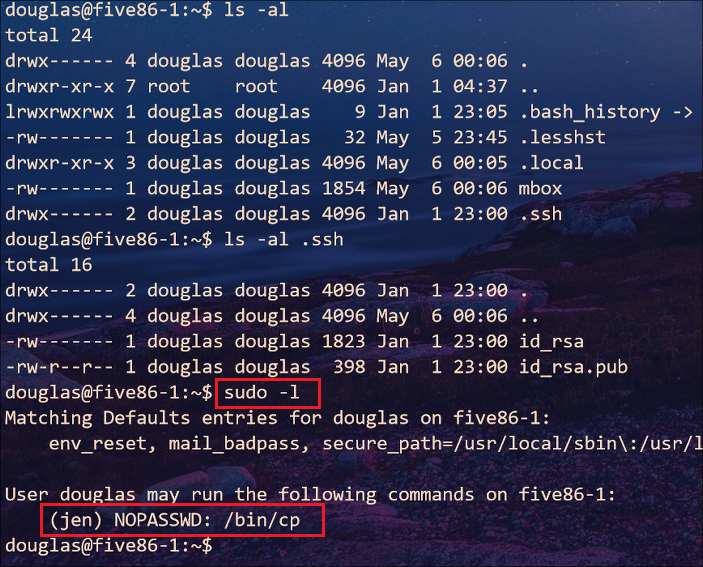 douglas@five86-1:~$ ls -al
total 24
drwx------ 4 douglas douglas 4096 May  6 00:06 .
drwxr-xr-x 7 root    root    4096 Jan  1 04:37 ..
lrwxrwxrwx 1 douglas douglas    9 Jan  1 23:05 .bash_history ->
-rw------- 1 douglas douglas   32 May  5 23:45 .lesshst
drwxr-xr-x 3 douglas douglas 4096 May  6 00:05 .local
-rw------- 1 douglas douglas 1854 May  6 00:06 mbox
drwx------ 2 douglas douglas 4096 Jan  1 23:00 .ssh
douglas@five86-1:~$ ls -al .ssh
total 16
drwx------ 2 douglas douglas 4096 Jan  1 23:00 .
drwx------ 4 douglas douglas 4096 May  6 00:06 ..
-rw------- 1 douglas douglas 1823 Jan  1 23:00 id_rsa
-rw-r--r-- 1 douglas douglas  398 Jan  1 23:00 id_rsa.pub
douglas@five86-1:~$ sudo -l
Matching Defaults entries for douglas on five86-1:
    env_reset, mail_badpass, secure_path=/usr/local/sbin\:/usr/l

User douglas may run the following commands on five86-1:
    (jen) NOPASSWD: /bin/cp
douglas@five86-1:~$